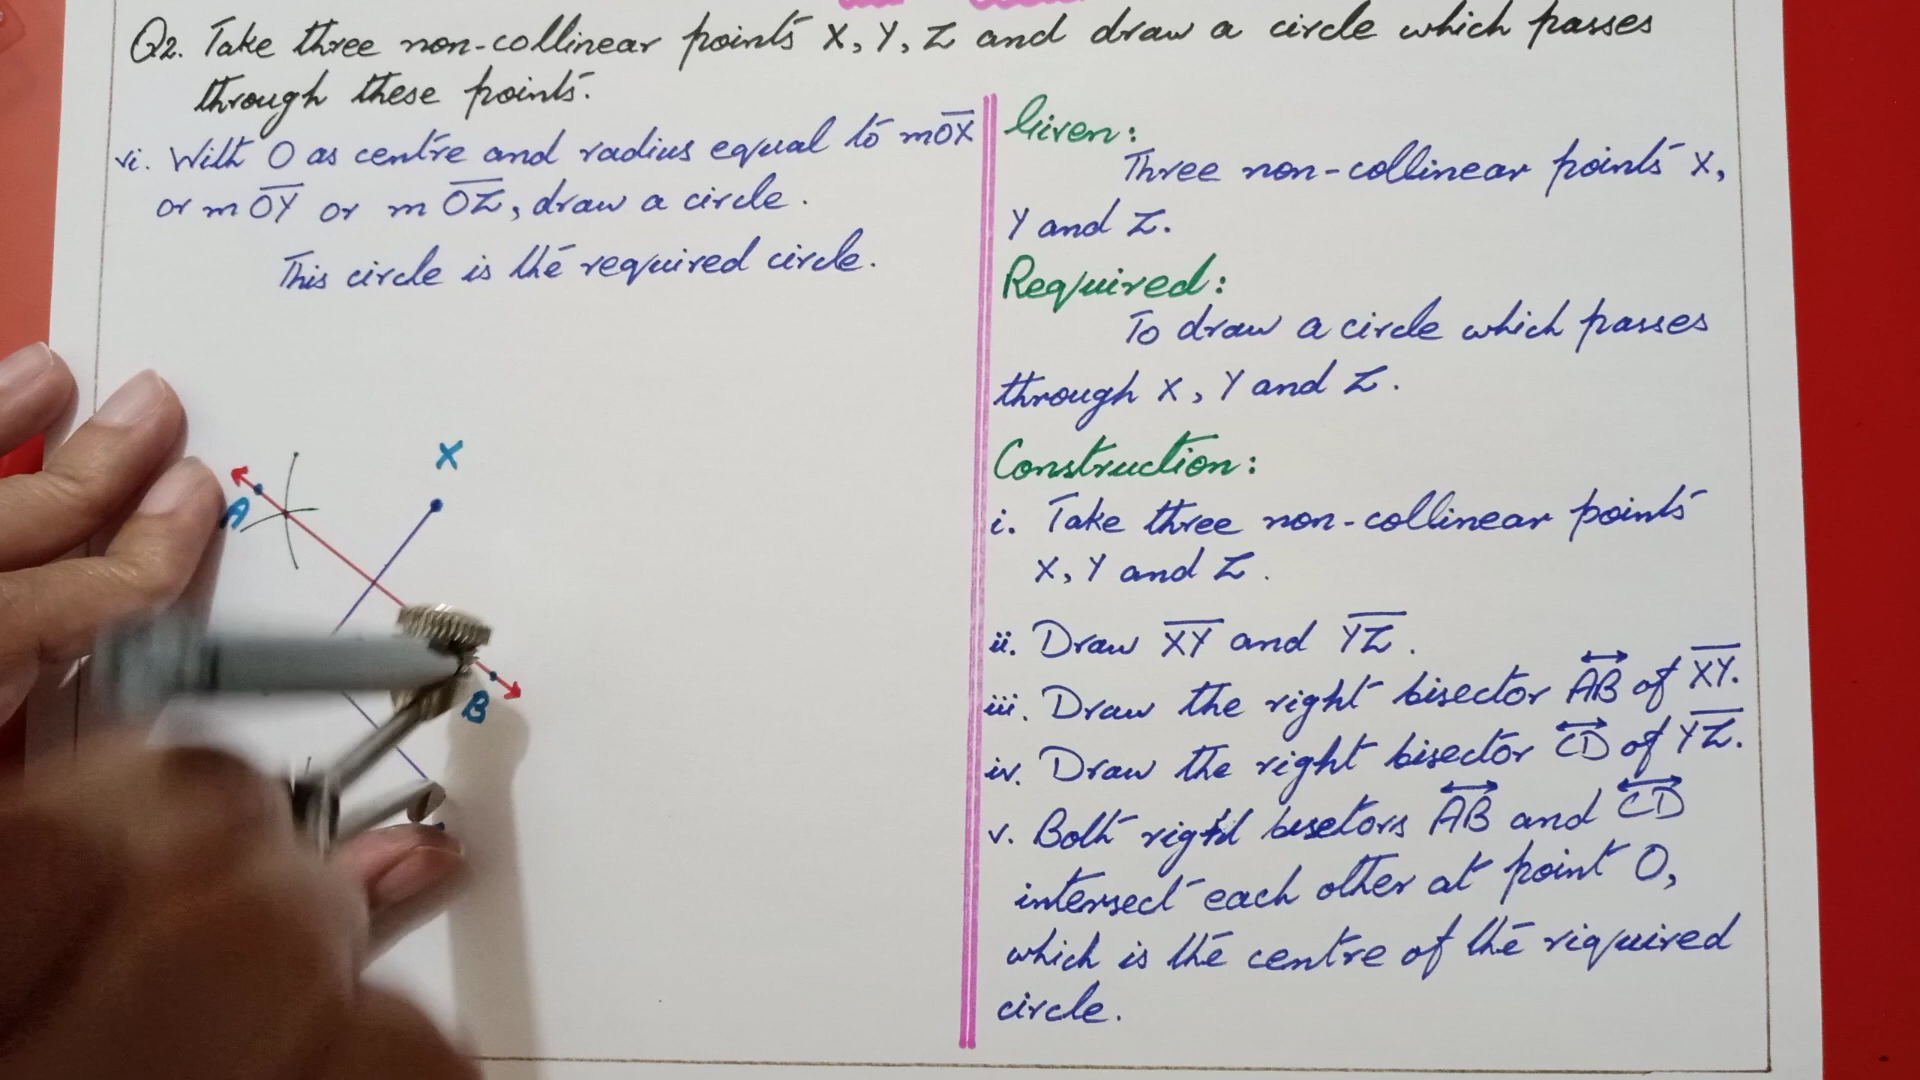 Q2. Take three non-collinear points X, Y, Z and draw a circle which passes
through these points.
vi. With O as centre and radius equal to mOX̅
or mOY̅ or mOZ̅, draw a circle.
This circle is the required circle.
X
A
B
Given:
Three non-collinear points X,
Y and Z.
Required:
To draw a circle which passes
through X, Y and Z.
Construction:
i. Take three non-collinear points
X, Y and Z.
ii. Draw XY̅ and YZ̅.
iii. Draw the right bisector AB of XY̅.
iv. Draw the right bisector CD of YZ̅.
v. Both right bisetors AB and CD
intersect each other at point O,
which is the centre of the riquired
circle.